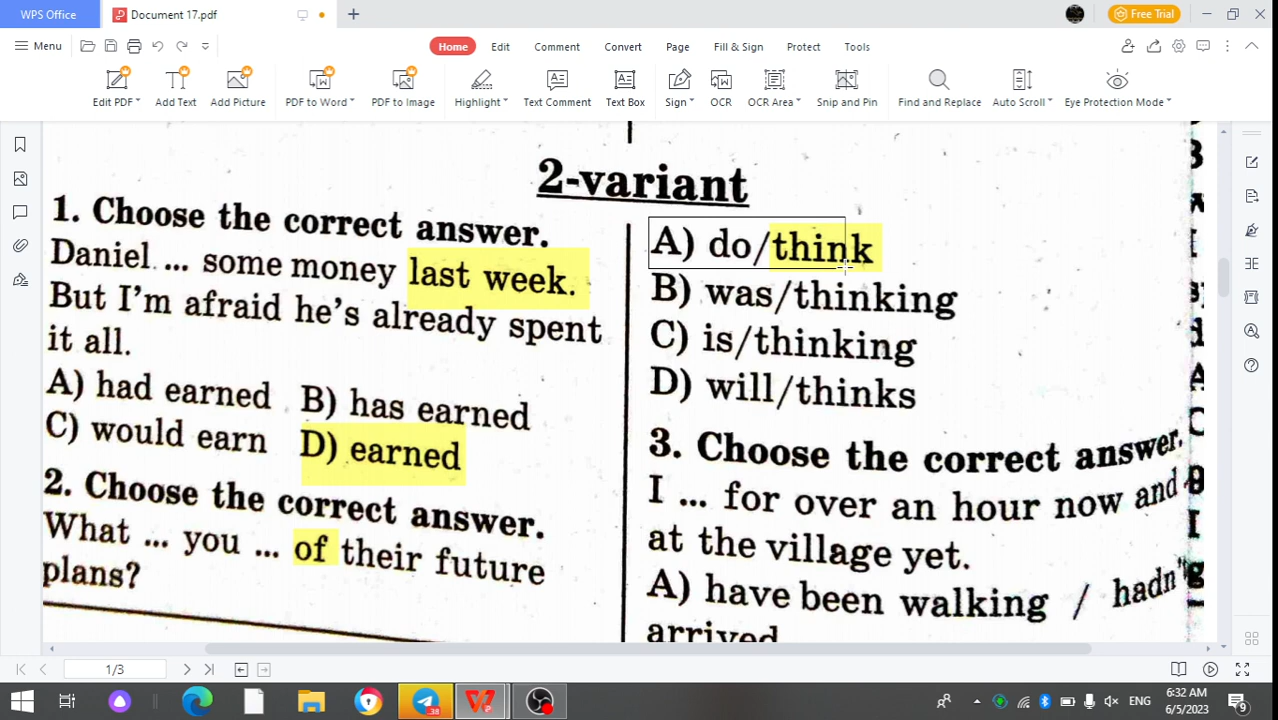 WPS Office
Document 17.pdf
Free Trial
Menu
Home
Edit
Comment
Convert
Page
Fill & Sign
Protect
Tools
Edit PDF
Add Text
Add Picture
PDF to Word
PDF to Image
Highlight
Text Comment
Text Box
Sign
OCR
OCR Area
Snip and Pin
Find and Replace
Auto Scroll
Eye Protection Mode
2-variant
1. Choose the correct answer.
Daniel ... some money last week.
But I'm afraid he's already spent
it all.
A) had earned B) has earned
C) would earn D) earned
2. Choose the correct answer.
What ... you ... of their future
plans?
A) do/think
B) was/thinking
C) is/thinking
D) will/thinks
3. Choose the correct answer.
I ... for over an hour now and
at the village yet.
A) have been walking / hadn'
arrived
1/3
38
ENG
6:32 AM
6/5/2023
9